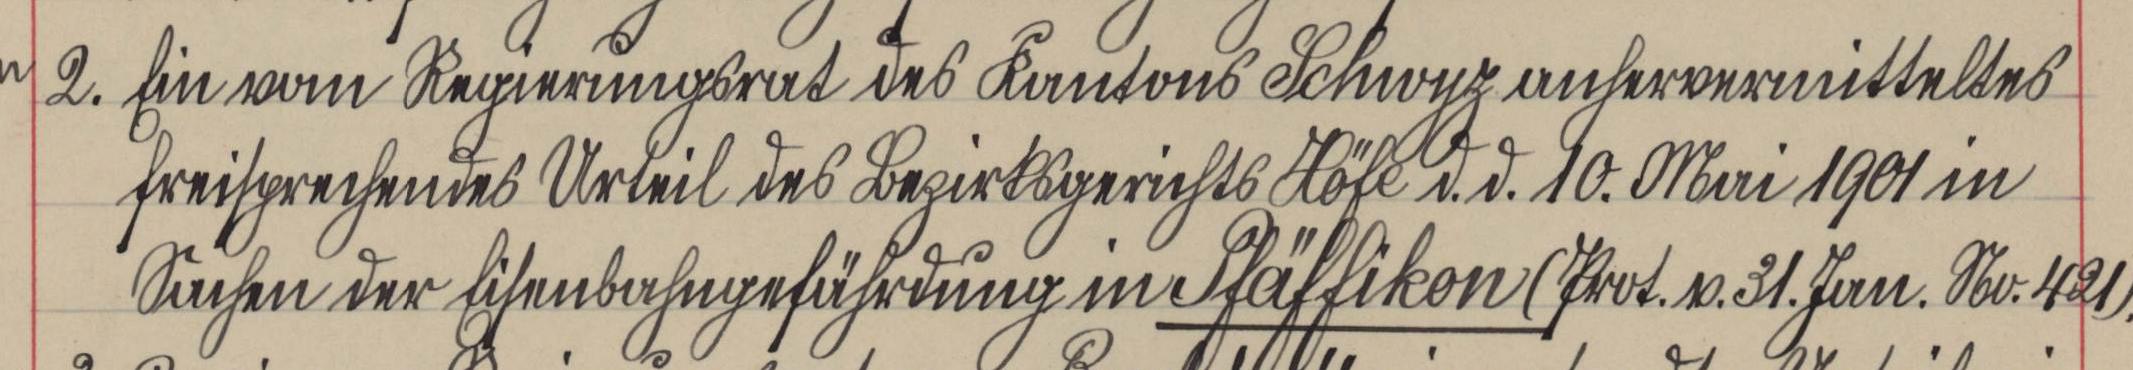 2. Ein vom Regierungsrat des Kantons Schwyz anhervermitteltes
freisprechendes Urteil des Bezirksgerichts Höfe d. d. 10. Mai 1901 in
Sachen der Eisenbahngefährdung in Pfäffikon (Prot. v. 31. Jan. No. 421).